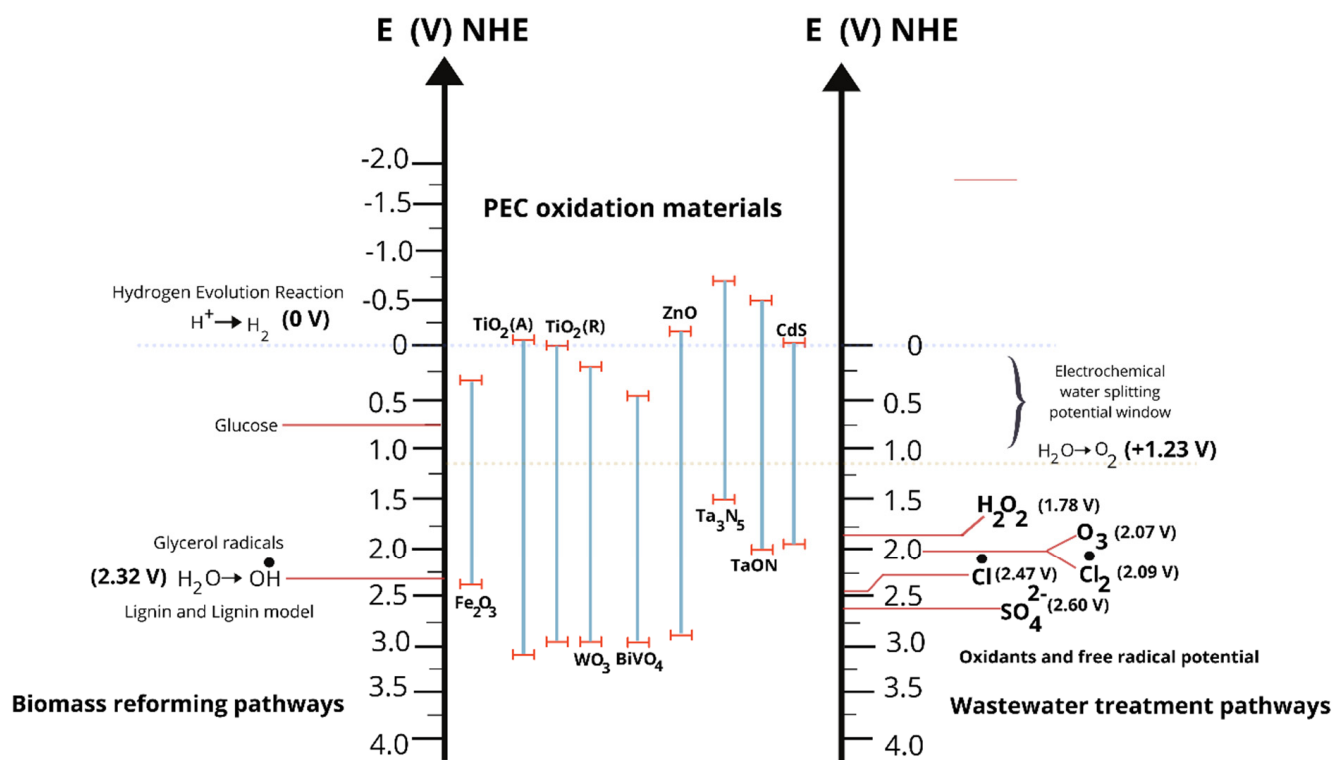 E (V) NHE
E (V) NHE
PEC oxidation materials
-2.0
-1.5
-1.0
-0.5
0
0.5
1.0
1.5
2.0
2.5
3.0
3.5
4.0
Hydrogen Evolution Reaction
H⁺→H₂ (0 V)
Glucose
Glycerol radicals
(2.32 V) H₂O→OH•
Lignin and Lignin model
Biomass reforming pathways
Fe₂O₃
TiO₂(A)
TiO₂(R)
WO₃
BiVO₄
ZnO
Ta₃N₅
TaON
CdS
0
0.5
1.0
1.5
2.0
2.5
3.0
3.5
4.0
Electrochemical
water splitting
potential window
H₂O→O₂ (+1.23 V)
H₂O₂ (1.78 V)
O₃ (2.07 V)
Cl₂• (2.09 V)
Cl• (2.47 V)
SO₄²⁻ (2.60 V)
Oxidants and free radical potential
Wastewater treatment pathways